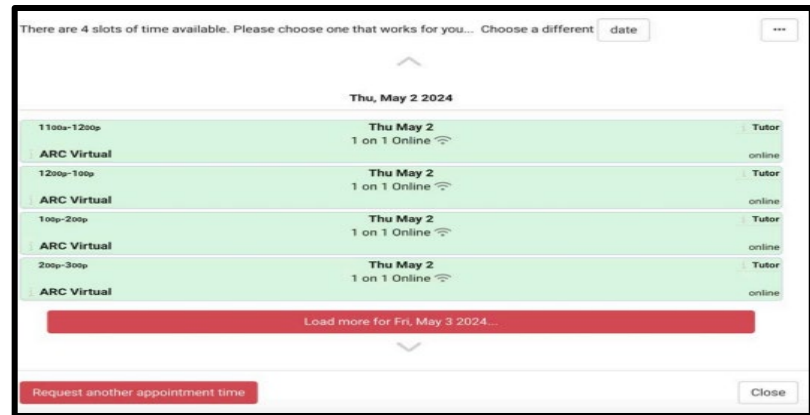 There are 4 slots of time available. Please choose one that works for you... Choose a different date ...
Thu, May 2 2024
1100a-1200p Thu May 2 Tutor
1 on 1 Online
ARC Virtual online
1200p-100p Thu May 2 Tutor
1 on 1 Online
ARC Virtual online
100p-200p Thu May 2 Tutor
1 on 1 Online
ARC Virtual online
200p-300p Thu May 2 Tutor
1 on 1 Online
ARC Virtual online
Load more for Fri, May 3 2024...
Request another appointment time Close